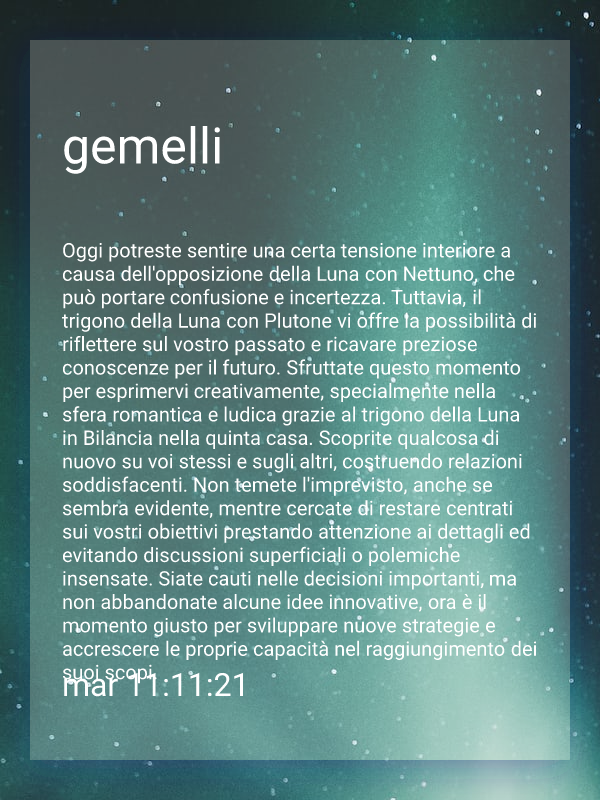 gemelli
Oggi potreste sentire una certa tensione interiore a
causa dell'opposizione della Luna con Nettuno, che
può portare confusione e incertezza. Tuttavia, il
trigono della Luna con Plutone vi offre la possibilità di
riflettere sul vostro passato e ricavare preziose
conoscenze per il futuro. Sfruttate questo momento
per esprimervi creativamente, specialmente nella
sfera romantica e ludica grazie al trigono della Luna
in Bilancia nella quinta casa. Scoprite qualcosa di
nuovo su voi stessi e sugli altri, costruendo relazioni
soddisfacenti. Non temete l'imprevisto, anche se
sembra evidente, mentre cercate di restare centrati
sui vostri obiettivi prestando attenzione ai dettagli ed
evitando discussioni superficiali o polemiche
insensate. Siate cauti nelle decisioni importanti, ma
non abbandonate alcune idee innovative, ora è il
momento giusto per sviluppare nuove strategie e
accrescere le proprie capacità nel raggiungimento dei
suoi scopi.
mar 11:11:21